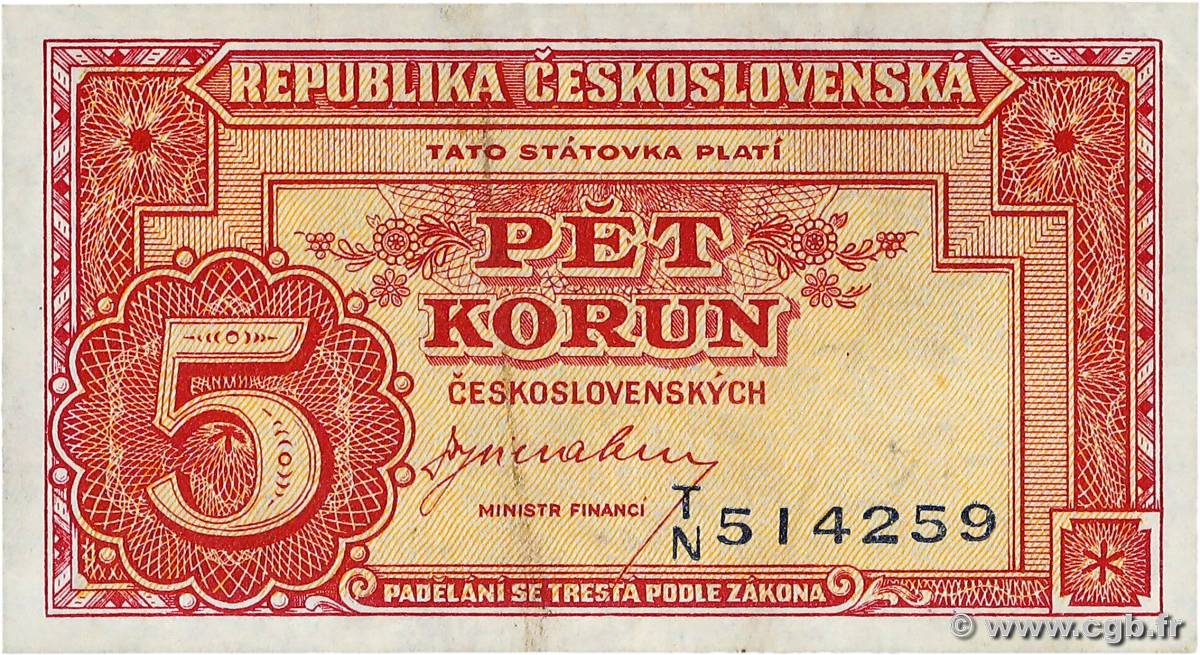 REPUBLIKA ČESKOSLOVENSKÁ
TATO STÁTOVKA PLATÍ
PĚT
KORUN
ČESKOSLOVENSKÝCH
5
MINISTR FINANCÍ
T/N 514259
PADĚLÁNÍ SE TRESTÁ PODLE ZÁKONA
© www.cgb.fr